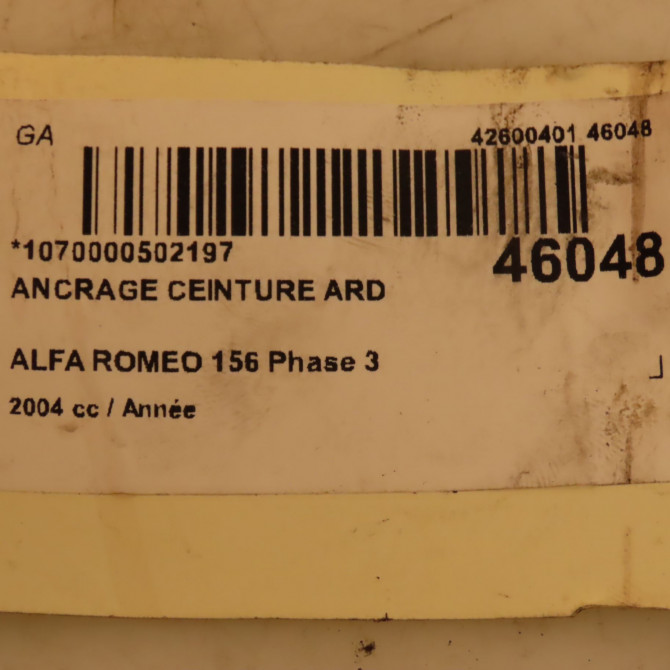 GA
42600401 46048
*1070000502197
46048
ANCRAGE CEINTURE ARD
ALFA ROMEO 156 Phase 3
2004 cc / Année